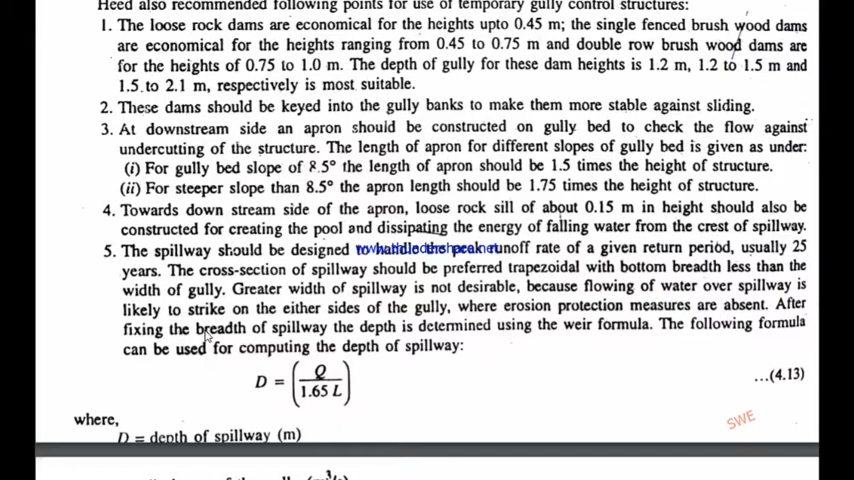 Heed also recommended following points for use of temporary gully control structures:
1. The loose rock dams are economical for the heights upto 0.45 m; the single fenced brush wood dams
are economical for the heights ranging from 0.45 to 0.75 m and double row brush wood dams are
for the heights of 0.75 to 1.0 m. The depth of gully for these dam heights is 1.2 m, 1.2 to 1.5 m and
1.5 to 2.1 m, respectively is most suitable.
2. These dams should be keyed into the gully banks to make them more stable against sliding.
3. At downstream side an apron should be constructed on gully bed to check the flow against
undercutting of the structure. The length of apron for different slopes of gully bed is given as under:
(i) For gully bed slope of 8.5° the length of apron should be 1.5 times the height of structure.
(ii) For steeper slope than 8.5° the apron length should be 1.75 times the height of structure.
4. Towards down stream side of the apron, loose rock sill of about 0.15 m in height should also be
constructed for creating the pool and dissipating the energy of falling water from the crest of spillway.
5. The spillway should be designed to handle the peak runoff rate of a given return period, usually 25
years. The cross-section of spillway should be preferred trapezoidal with bottom breadth less than the
width of gully. Greater width of spillway is not desirable, because flowing of water over spillway is
likely to strike on the either sides of the gully, where erosion protection measures are absent. After
fixing the breadth of spillway the depth is determined using the weir formula. The following formula
can be used for computing the depth of spillway:
D = (Q / 1.65 L) ...(4.13)
where,
SWE
D = depth of spillway (m)